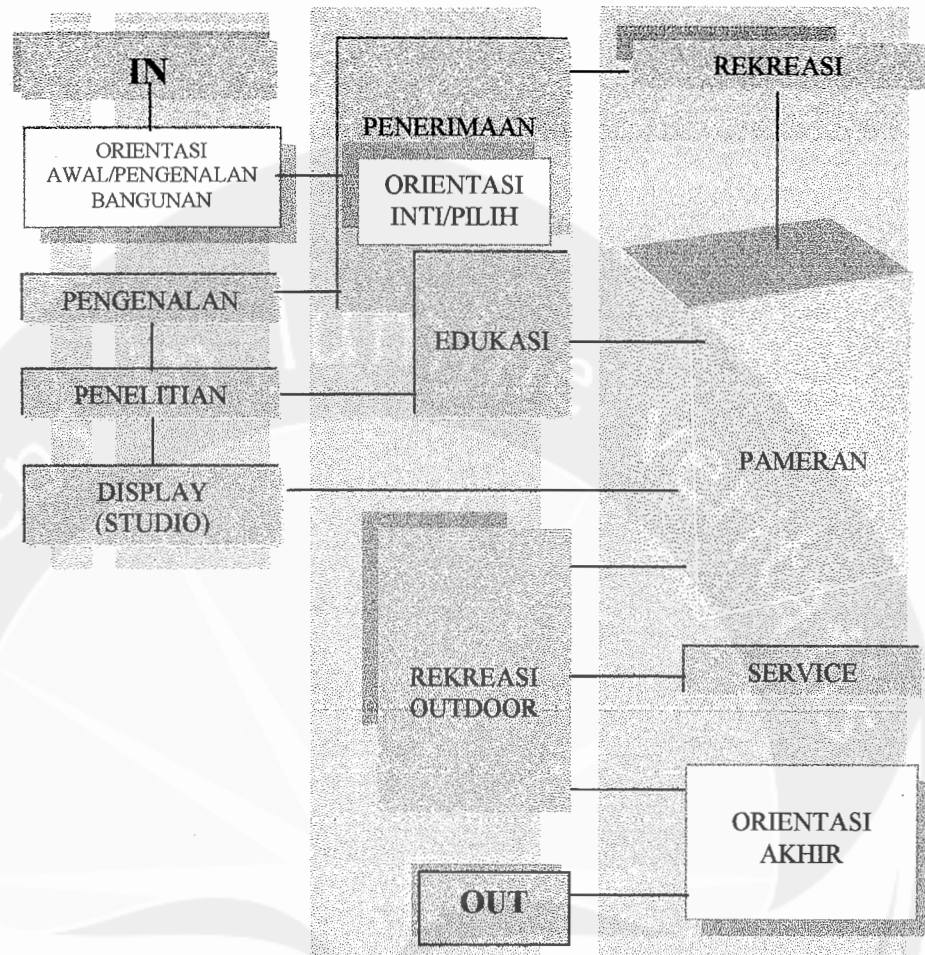 IN
ORIENTASI
AWAL/PENGENALAN
BANGUNAN
PENGENALAN
PENELITIAN
DISPLAY
(STUDIO)
PENERIMAAN
ORIENTASI
INTI/PILIH
EDUKASI
REKREASI
OUTDOOR
OUT
REKREASI
PAMERAN
SERVICE
ORIENTASI
AKHIR